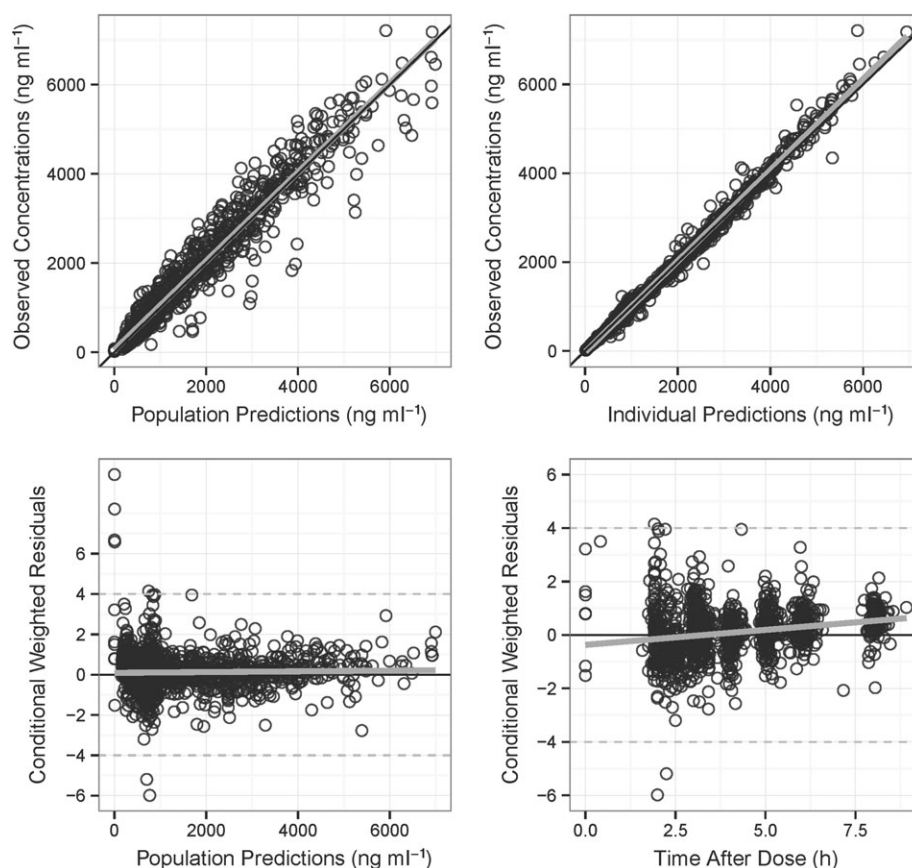 Observed Concentrations (ng ml⁻¹)
6000
4000
2000
0
0 2000 4000 6000
Population Predictions (ng ml⁻¹)
Observed Concentrations (ng ml⁻¹)
6000
4000
2000
0
0 2000 4000 6000
Individual Predictions (ng ml⁻¹)
Conditional Weighted Residuals
6
4
2
0
−2
−4
−6
0 2000 4000 6000
Population Predictions (ng ml⁻¹)
Conditional Weighted Residuals
6
4
2
0
−2
−4
−6
0.0 2.5 5.0 7.5
Time After Dose (h)